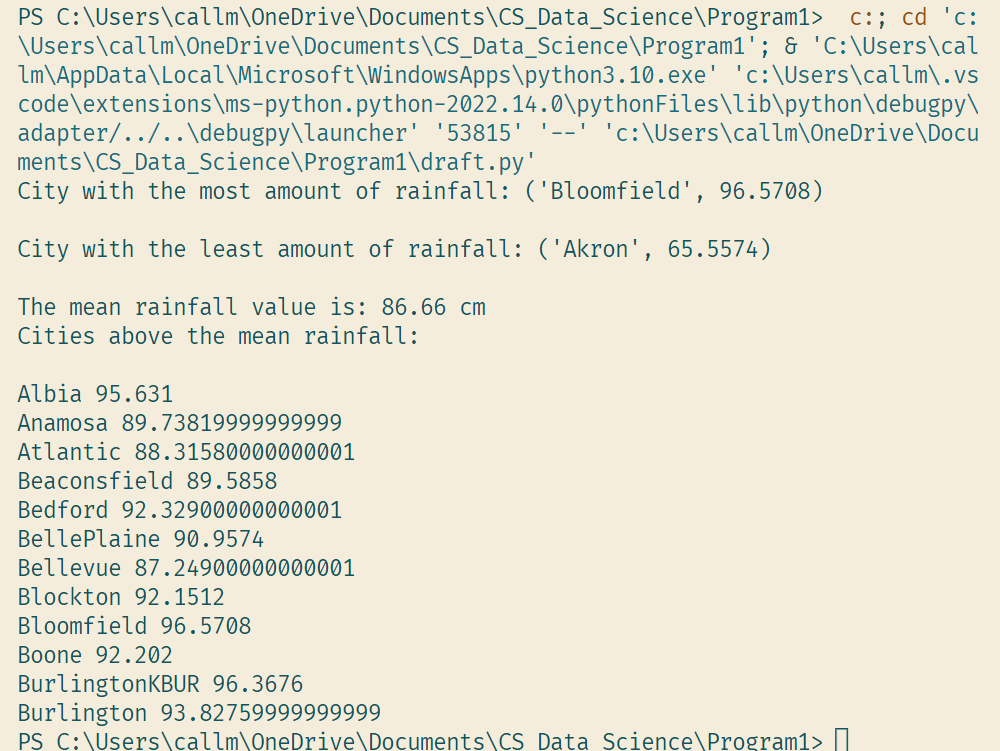 PS C:\Users\callm\OneDrive\Documents\CS_Data_Science\Program1>  c:; cd 'c:
\Users\callm\OneDrive\Documents\CS_Data_Science\Program1'; & 'C:\Users\cal
lm\AppData\Local\Microsoft\WindowsApps\python3.10.exe' 'c:\Users\callm\.vs
code\extensions\ms-python.python-2022.14.0\pythonFiles\lib\python\debugpy\
adapter/../..\debugpy\launcher' '53815' '--' 'c:\Users\callm\OneDrive\Docu
ments\CS_Data_Science\Program1\draft.py'
City with the most amount of rainfall: ('Bloomfield', 96.5708)
City with the least amount of rainfall: ('Akron', 65.5574)
The mean rainfall value is: 86.66 cm
Cities above the mean rainfall:
Albia 95.631
Anamosa 89.73819999999999
Atlantic 88.31580000000001
Beaconsfield 89.5858
Bedford 92.32900000000001
BellePlaine 90.9574
Bellevue 87.24900000000001
Blockton 92.1512
Bloomfield 96.5708
Boone 92.202
BurlingtonKBUR 96.3676
Burlington 93.82759999999999
PS C:\Users\callm\OneDrive\Documents\CS_Data_Science\Program1>